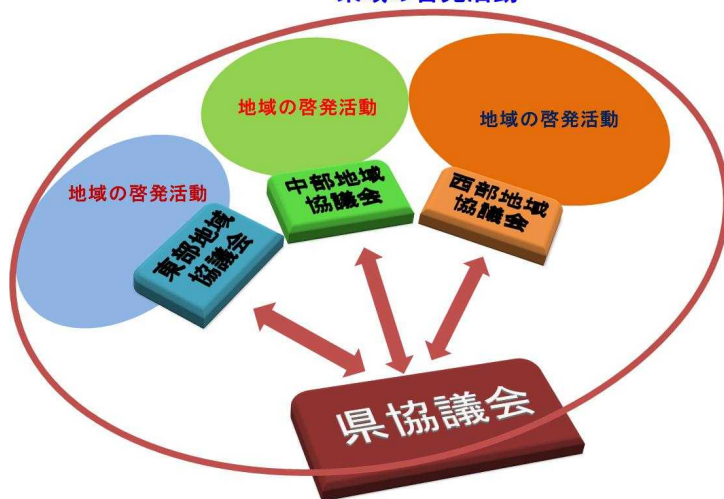 地域の啓発活動
地域の啓発活動
地域の啓発活動
中部地域
協議会
西部地域
協議会
東部地域
協議会
県協議会